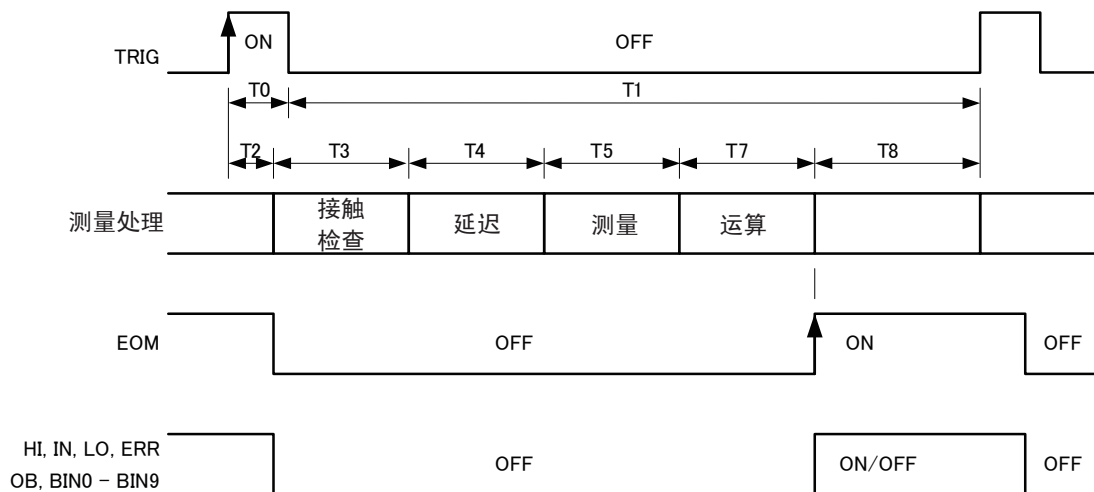 ON
OFF
TRIG
T0
T1
T2
T3
T4
T5
T7
T8
测量处理
接触
检查
延迟
测量
运算
EOM
OFF
ON
OFF
HI, IN, LO, ERR
OB, BIN0 - BIN9
OFF
ON/OFF
OFF